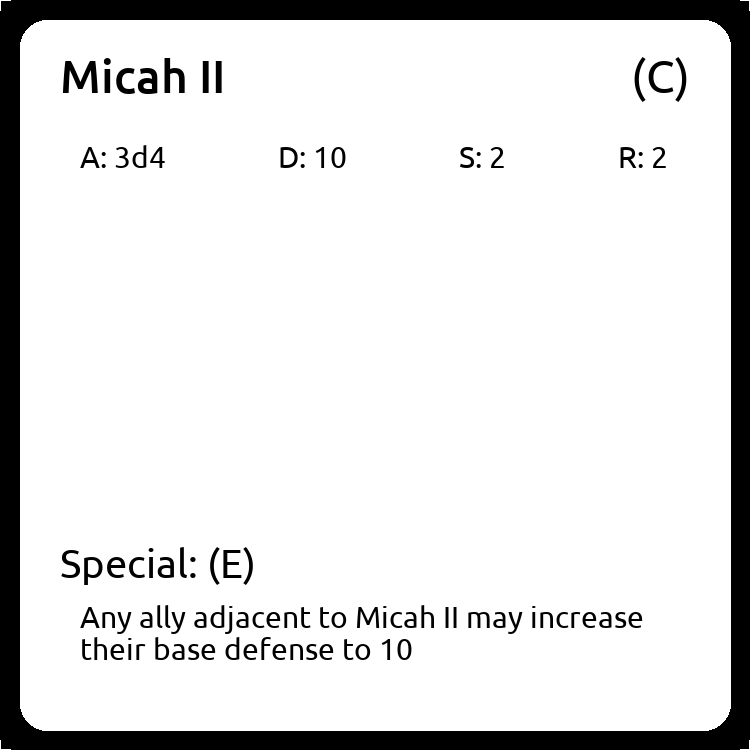 Micah II (C)
A: 3d4 D: 10 S: 2 R: 2
Special: (E)
Any ally adjacent to Micah II may increase
their base defense to 10